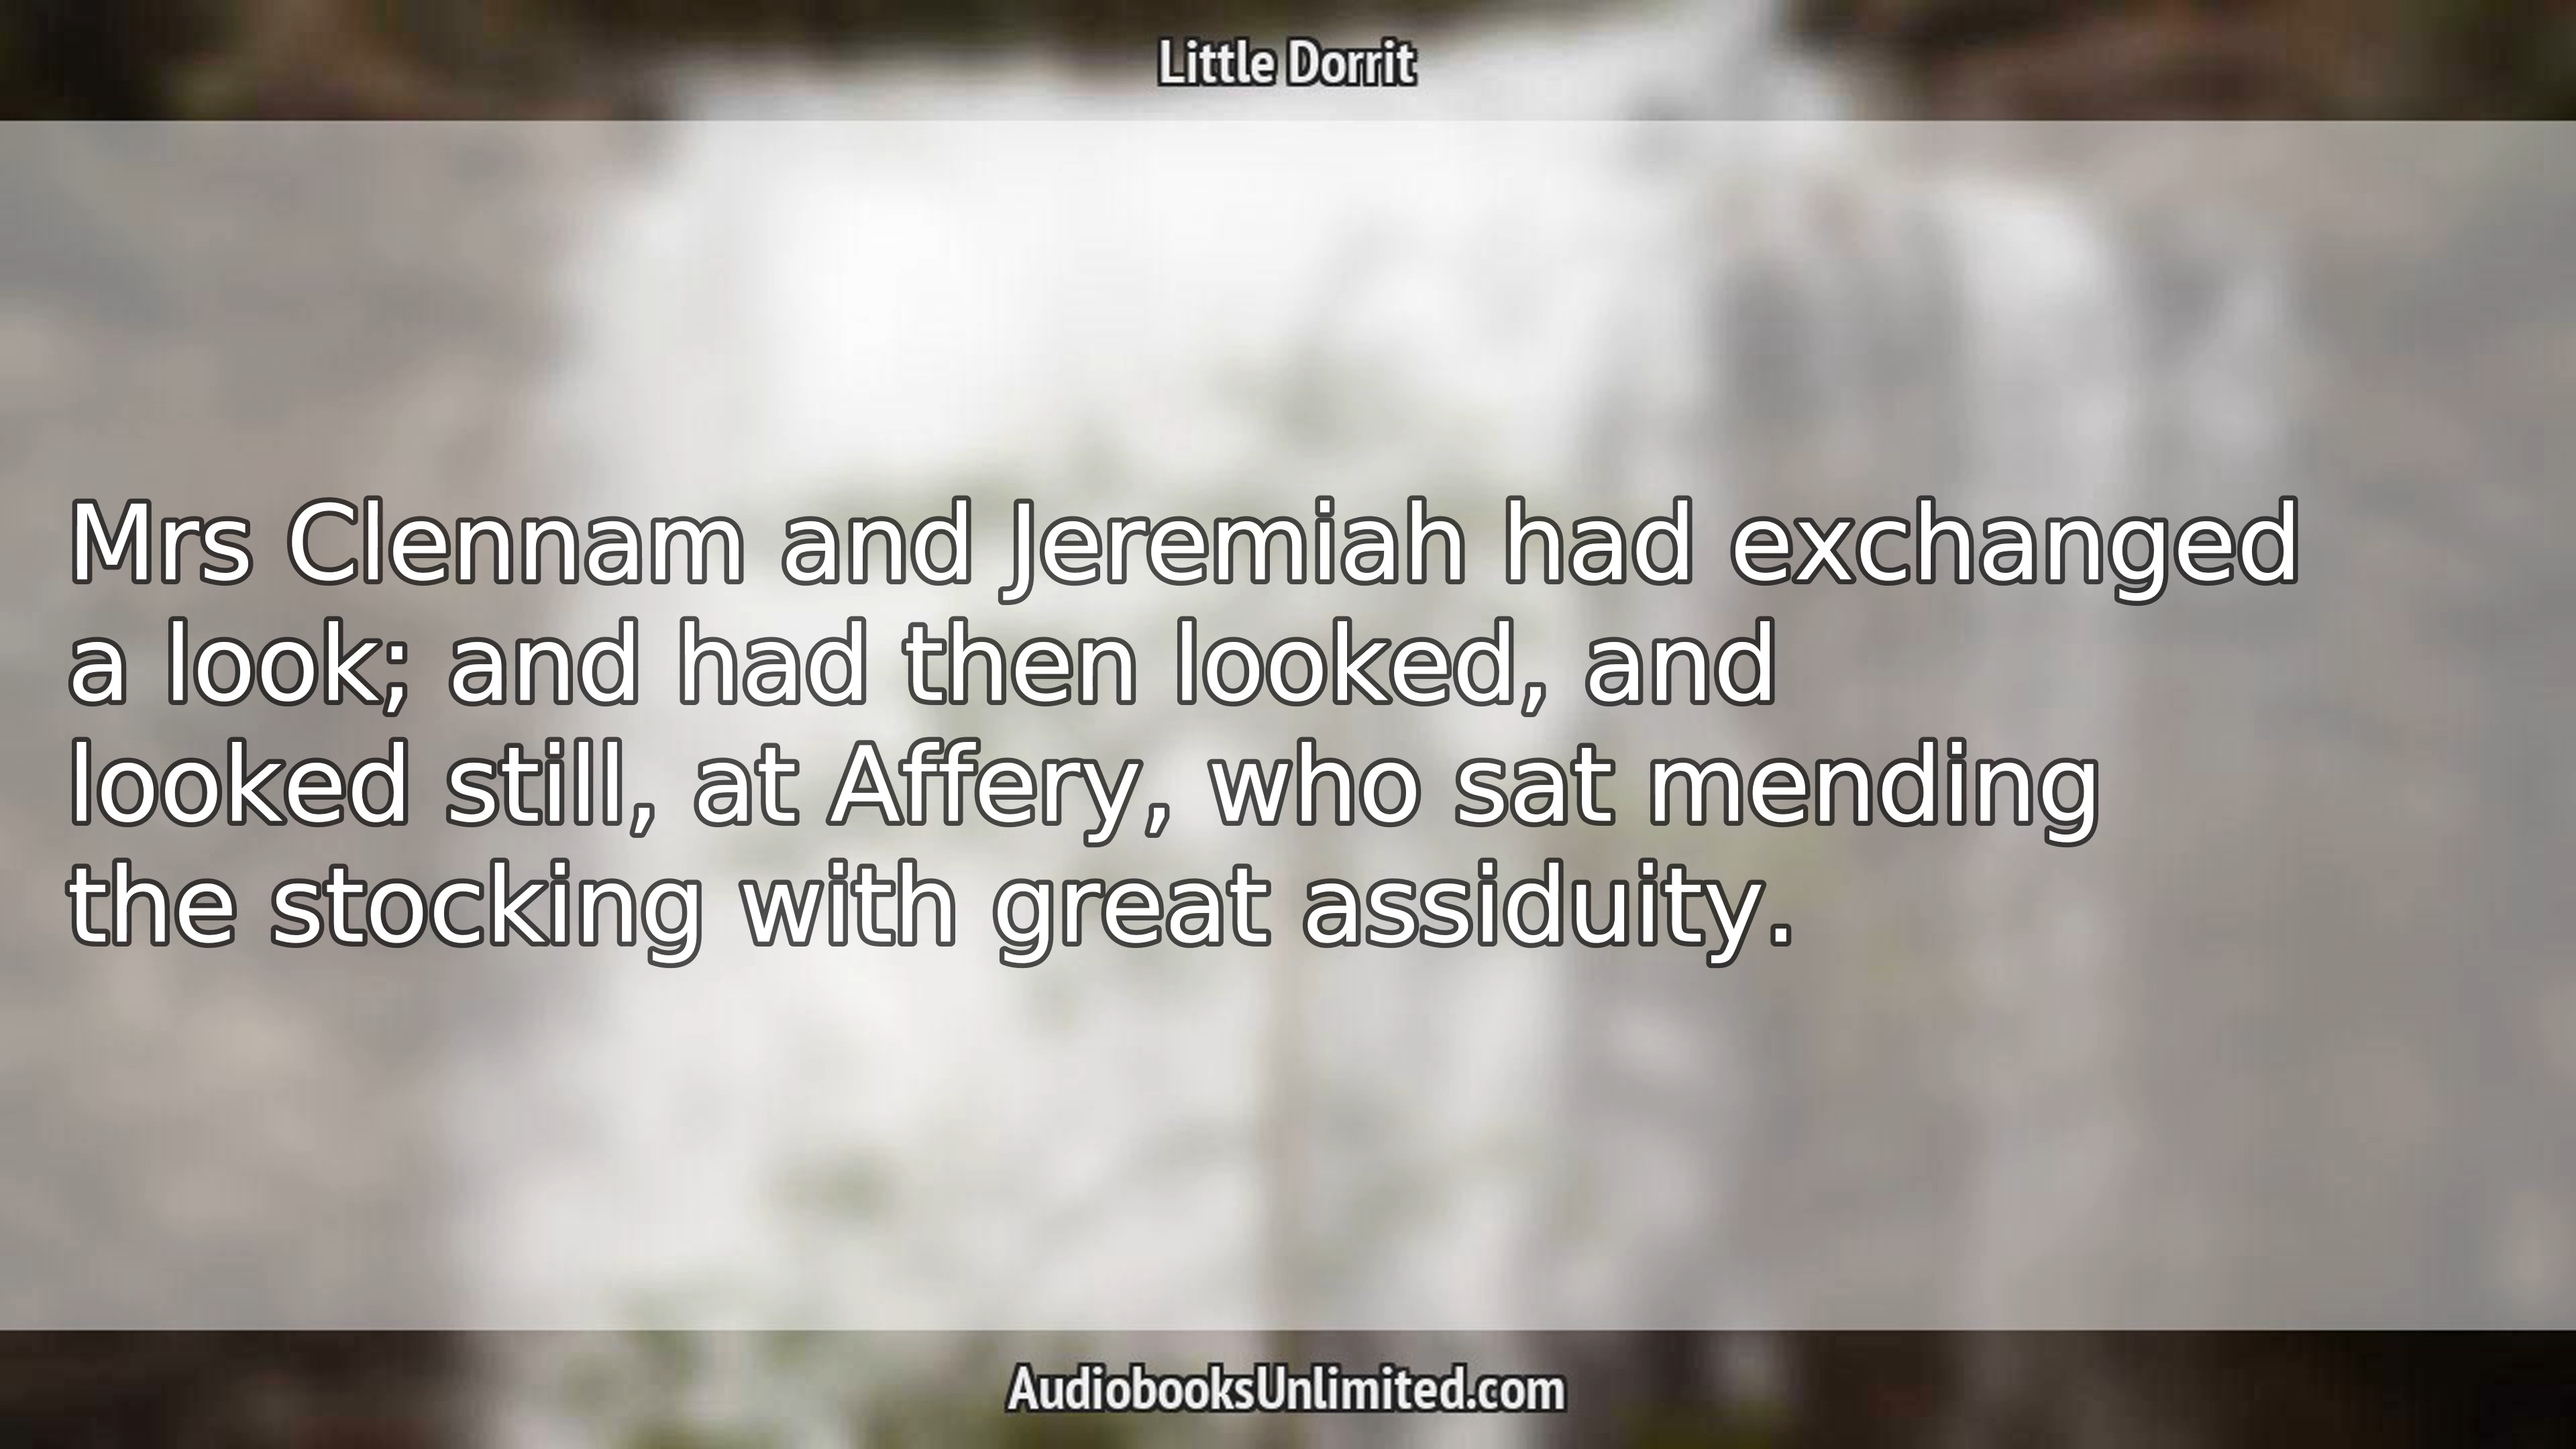 Little Dorrit
Mrs Clennam and Jeremiah had exchanged
a look; and had then looked, and
looked still, at Affery, who sat mending
the stocking with great assiduity.
AudiobooksUnlimited.com